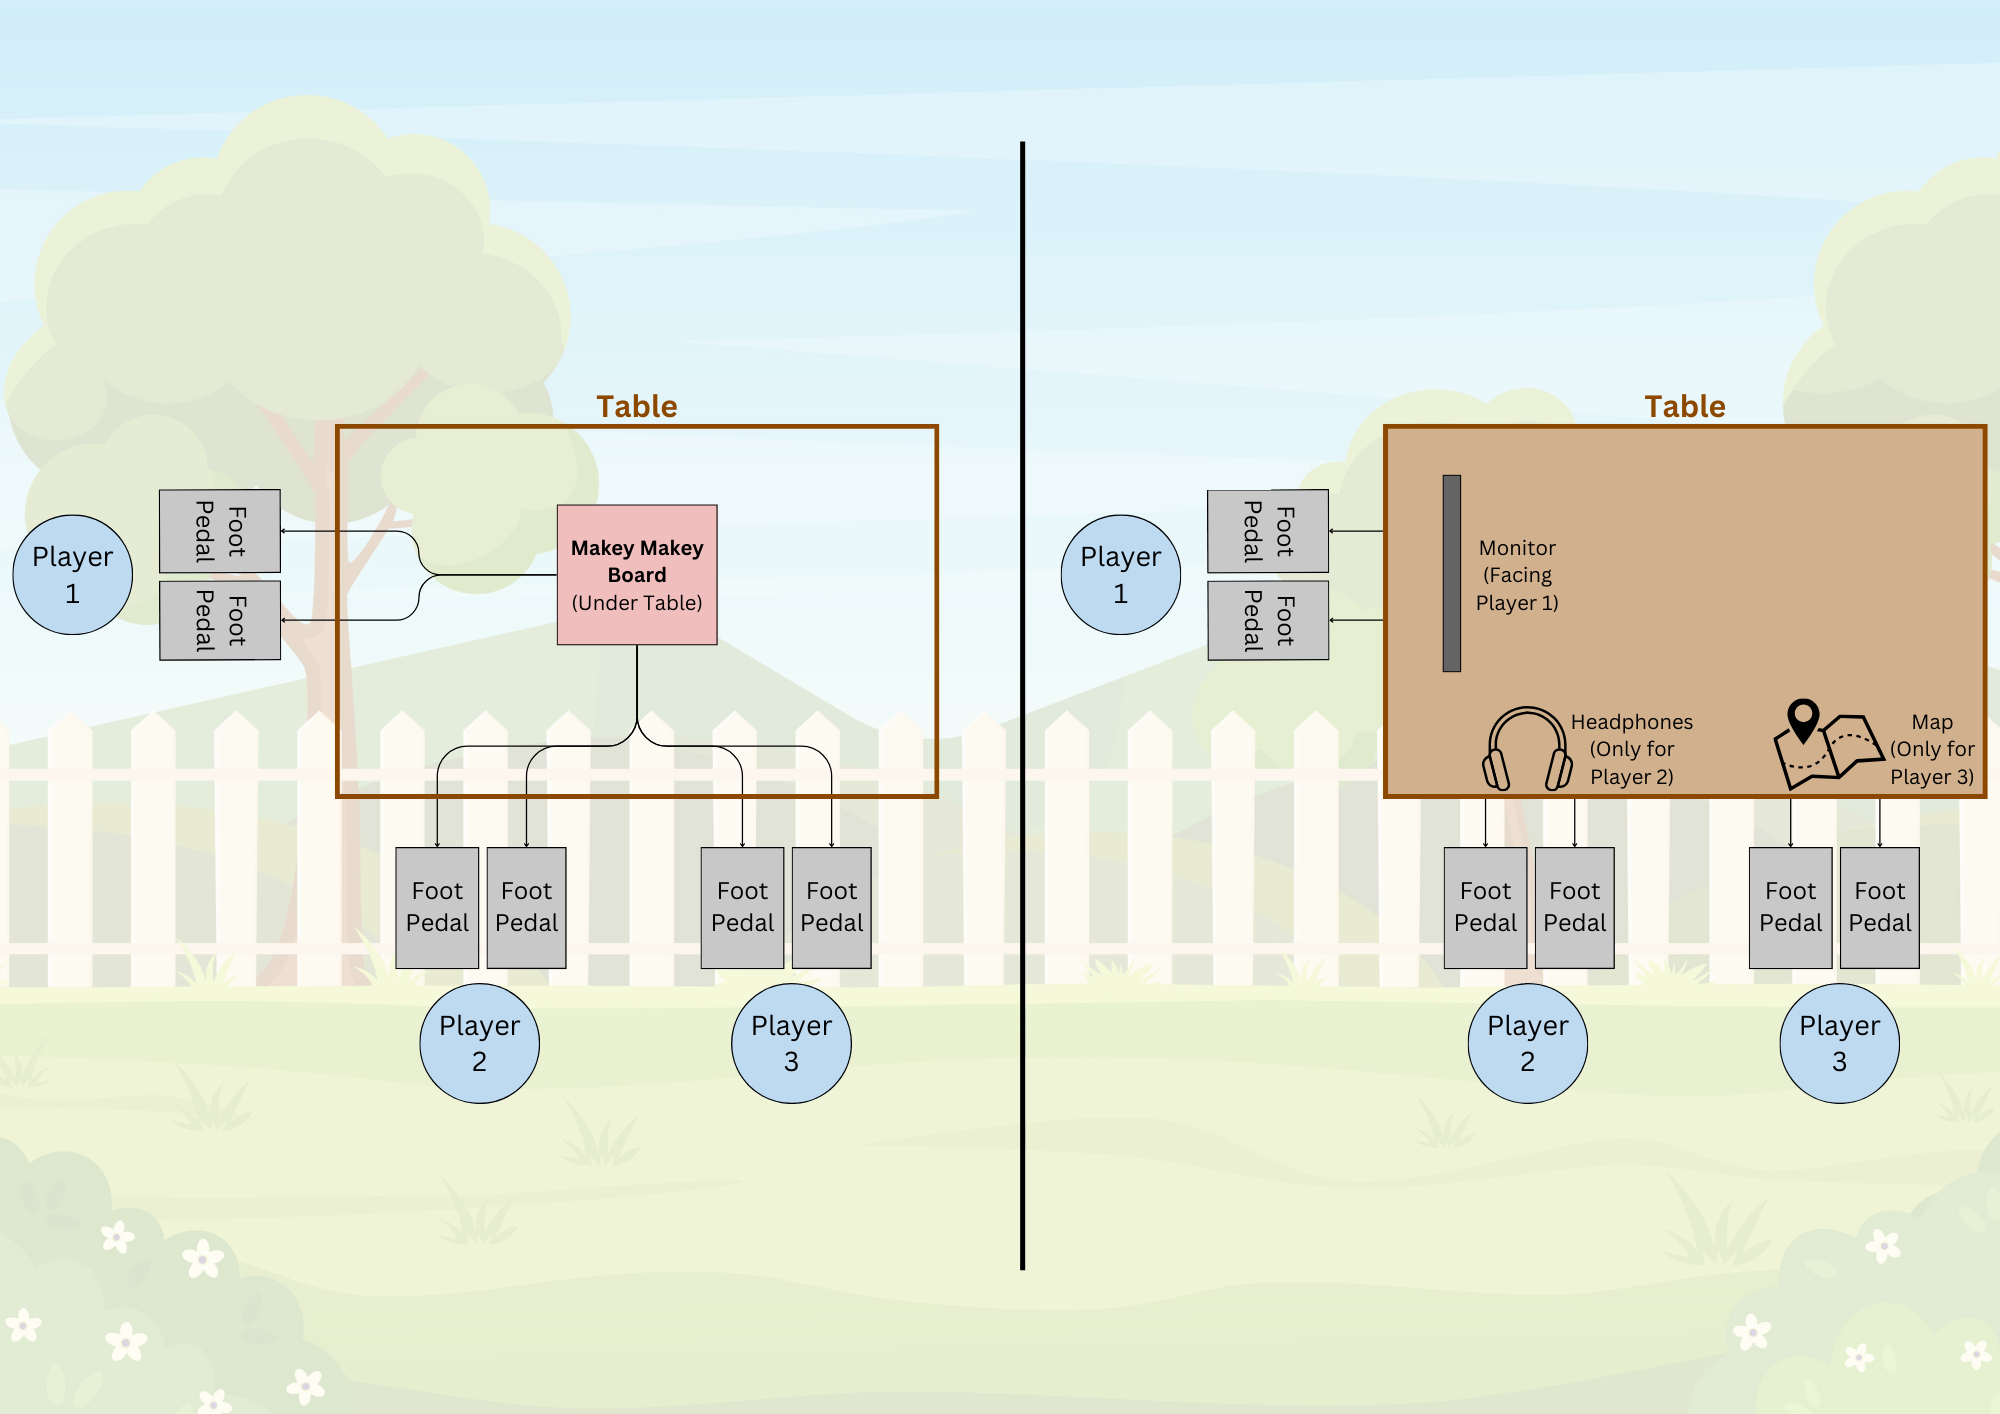 Table
Foot
Pedal
Foot
Pedal
Player
1
Makey Makey
Board
(Under Table)
Foot
Pedal
Foot
Pedal
Foot
Pedal
Foot
Pedal
Player
2
Player
3
Table
Player
1
Foot
Pedal
Foot
Pedal
Monitor
(Facing
Player 1)
Headphones
(Only for
Player 2)
Map
(Only for
Player 3)
Foot
Pedal
Foot
Pedal
Foot
Pedal
Foot
Pedal
Player
2
Player
3